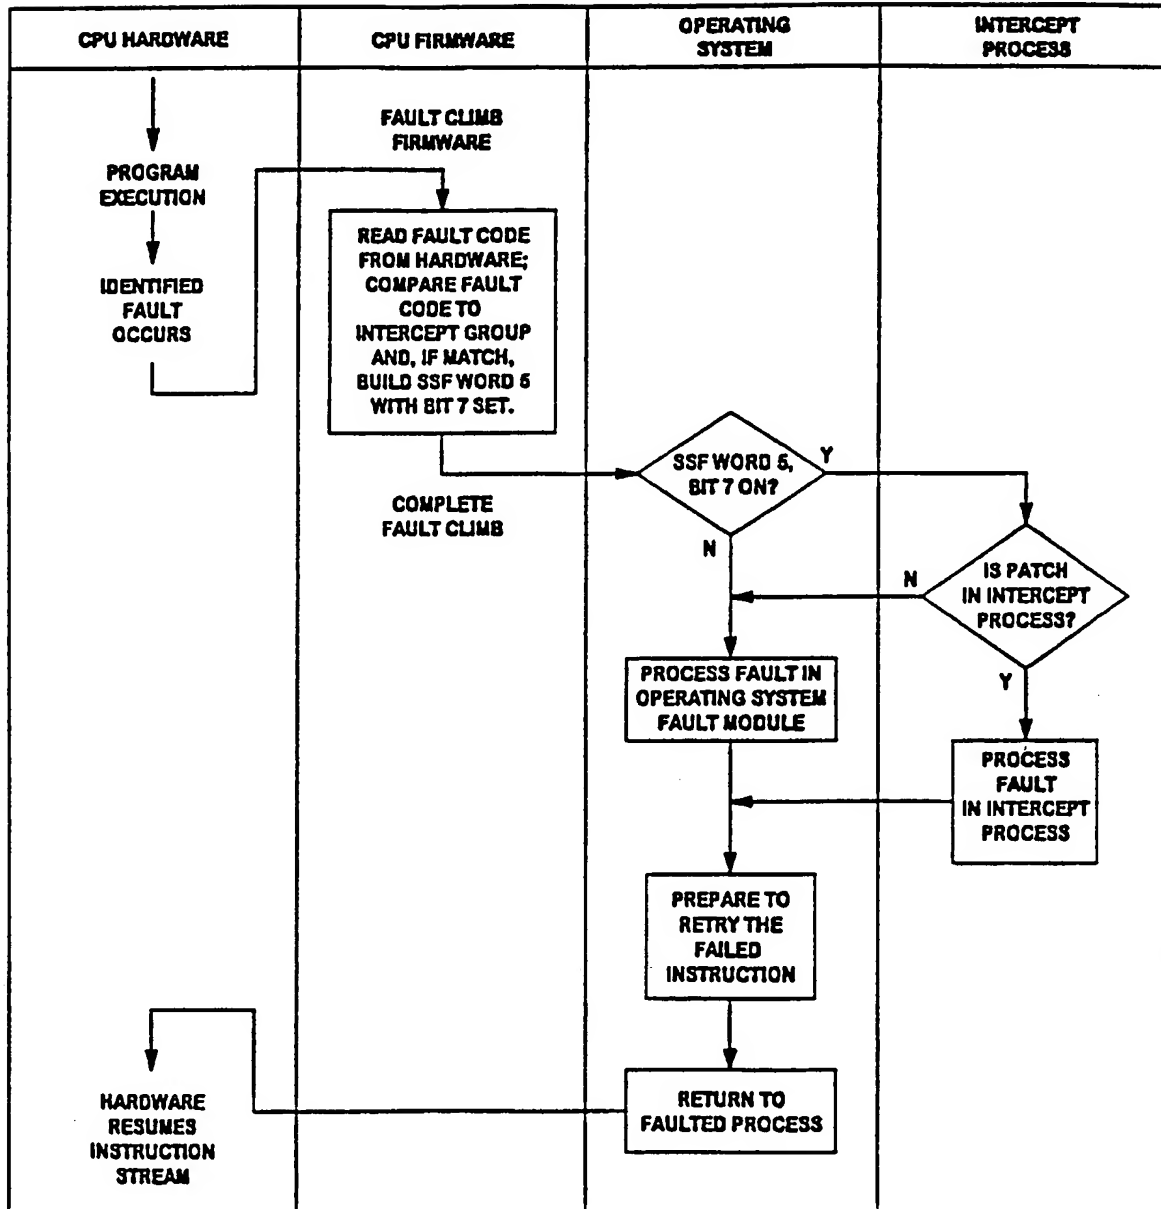 CPU HARDWARE
CPU FIRMWARE
OPERATING
SYSTEM
INTERCEPT
PROCESS
PROGRAM
EXECUTION
IDENTIFIED
FAULT
OCCURS
FAULT CLIMB
FIRMWARE
READ FAULT CODE
FROM HARDWARE;
COMPARE FAULT
CODE TO
INTERCEPT GROUP
AND, IF MATCH,
BUILD SSF WORD 5
WITH BIT 7 SET.
COMPLETE
FAULT CLIMB
SSF WORD 5,
BIT 7 ON?
Y
N
IS PATCH
IN INTERCEPT
PROCESS?
N
Y
PROCESS FAULT IN
OPERATING SYSTEM
FAULT MODULE
PROCESS
FAULT
IN INTERCEPT
PROCESS
PREPARE TO
RETRY THE
FAILED
INSTRUCTION
RETURN TO
FAULTED PROCESS
HARDWARE
RESUMES
INSTRUCTION
STREAM